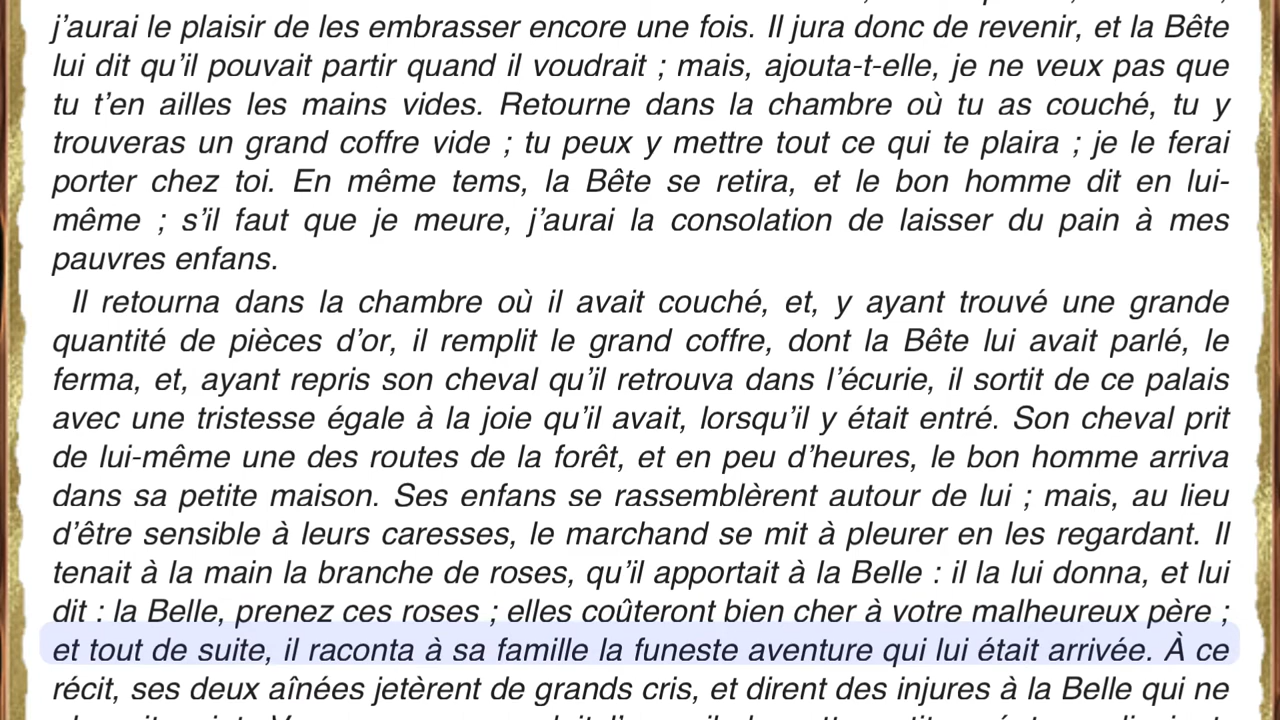 j’aurai le plaisir de les embrasser encore une fois. Il jura donc de revenir, et la Bête
lui dit qu’il pouvait partir quand il voudrait ; mais, ajouta-t-elle, je ne veux pas que
tu t’en ailles les mains vides. Retourne dans la chambre où tu as couché, tu y
trouveras un grand coffre vide ; tu peux y mettre tout ce qui te plaira ; je le ferai
porter chez toi. En même tems, la Bête se retira, et le bon homme dit en lui-
même ; s’il faut que je meure, j’aurai la consolation de laisser du pain à mes
pauvres enfans.
Il retourna dans la chambre où il avait couché, et, y ayant trouvé une grande
quantité de pièces d’or, il remplit le grand coffre, dont la Bête lui avait parlé, le
ferma, et, ayant repris son cheval qu’il retrouva dans l’écurie, il sortit de ce palais
avec une tristesse égale à la joie qu’il avait, lorsqu’il y était entré. Son cheval prit
de lui-même une des routes de la forêt, et en peu d’heures, le bon homme arriva
dans sa petite maison. Ses enfans se rassemblèrent autour de lui ; mais, au lieu
d’être sensible à leurs caresses, le marchand se mit à pleurer en les regardant. Il
tenait à la main la branche de roses, qu’il apportait à la Belle : il la lui donna, et lui
dit : la Belle, prenez ces roses ; elles coûteront bien cher à votre malheureux père ;
et tout de suite, il raconta à sa famille la funeste aventure qui lui était arrivée. À ce
récit, ses deux aînées jetèrent de grands cris, et dirent des injures à la Belle qui ne